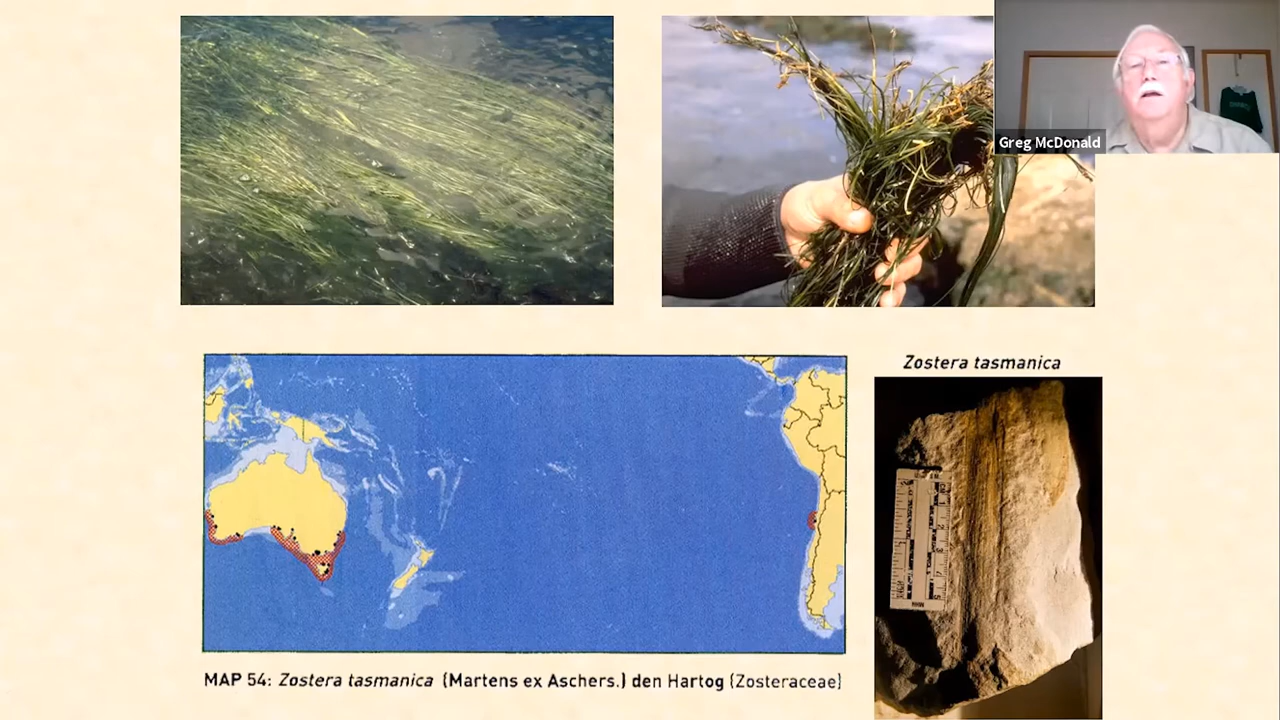 Greg McDonald
Zostera tasmanica
MAP 54: Zostera tasmanica (Martens ex Aschers.) den Hartog (Zosteraceae)